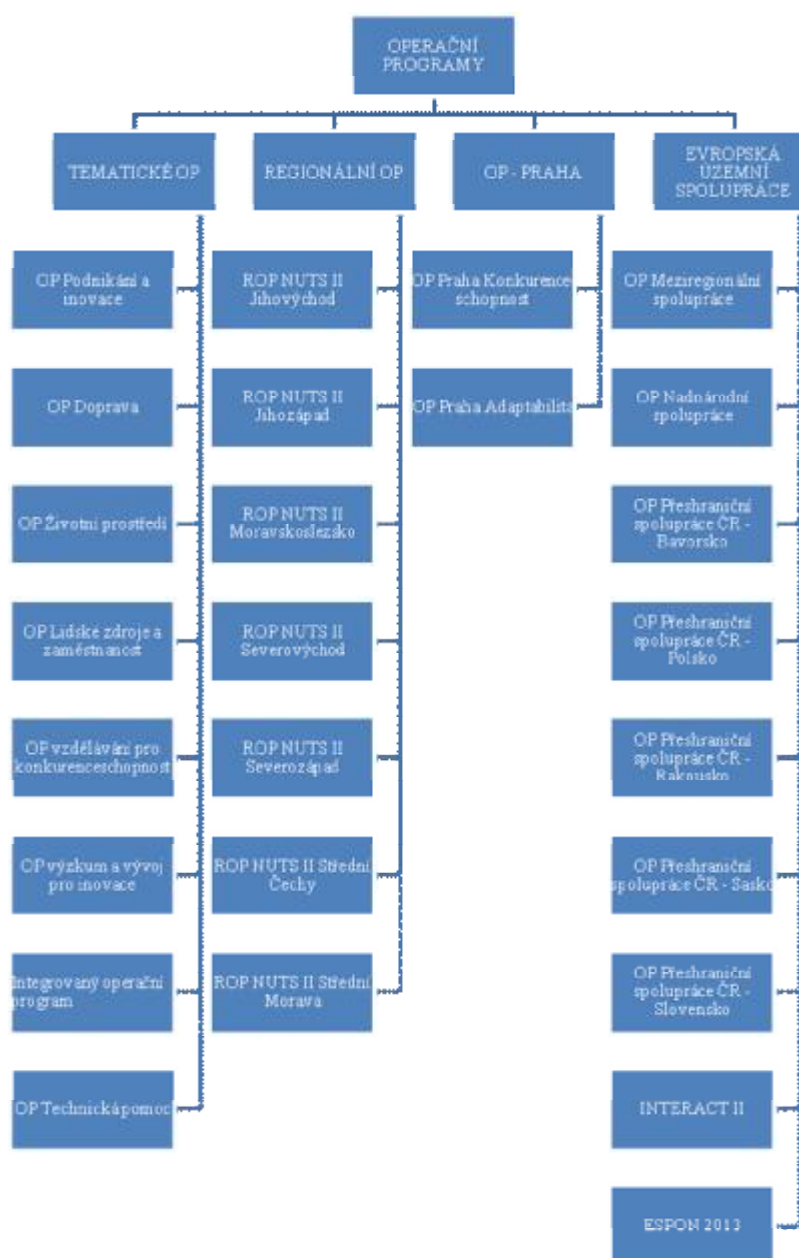 OPERAČNÍ
PROGRAMY
TEMATICKÉ OP
OP Podnikání a
inovace
OP Doprava
OP Životní prostředí
OP Lidské zdroje a
zaměstnanost
OP vzdělávání pro
konkurenceschopnost
OP výzkum a vývoj
pro inovace
Integrovaný operační
program
OP Technická pomoc
REGIONÁLNÍ OP
ROP NUTS II
Jihovýchod
ROP NUTS II
Jihozápad
ROP NUTS II
Moravskoslezsko
ROP NUTS II
Severovýchod
ROP NUTS II
Severozápad
ROP NUTS II Střední
Čechy
ROP NUTS II Střední
Morava
OP - PRAHA
OP Praha Konkurence
schopnost
OP Praha Adaptabilita
EVROPSKÁ
ÚZEMNÍ
SPOLUPRÁCE
OP Meziregionální
spolupráce
OP Nadnárodní
spolupráce
OP Přeshraniční
spolupráce ČR -
Bavorsko
OP Přeshraniční
spolupráce ČR -
Polsko
OP Přeshraniční
spolupráce ČR -
Rakousko
OP Přeshraniční
spolupráce ČR - Sasko
OP Přeshraniční
spolupráce ČR -
Slovensko
INTERACT II
ESPON 2013